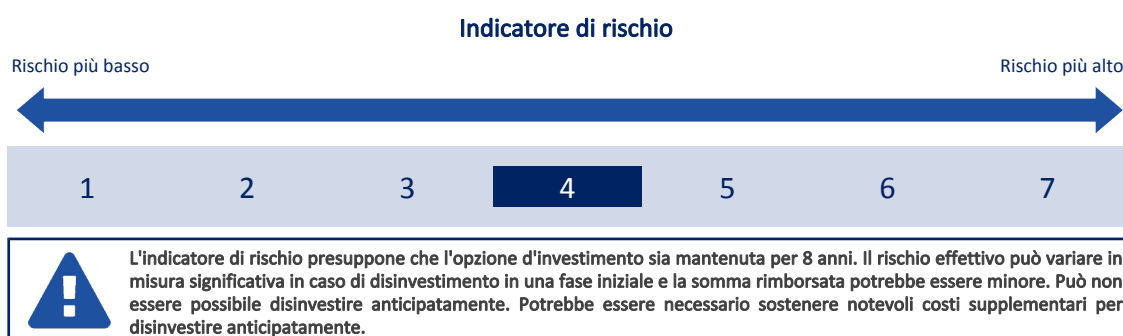 Indicatore di rischio
Rischio più basso
Rischio più alto
1 2 3 4 5 6 7
L'indicatore di rischio presuppone che l'opzione d'investimento sia mantenuta per 8 anni. Il rischio effettivo può variare in
misura significativa in caso di disinvestimento in una fase iniziale e la somma rimborsata potrebbe essere minore. Può non
essere possibile disinvestire anticipatamente. Potrebbe essere necessario sostenere notevoli costi supplementari per
disinvestire anticipatamente.